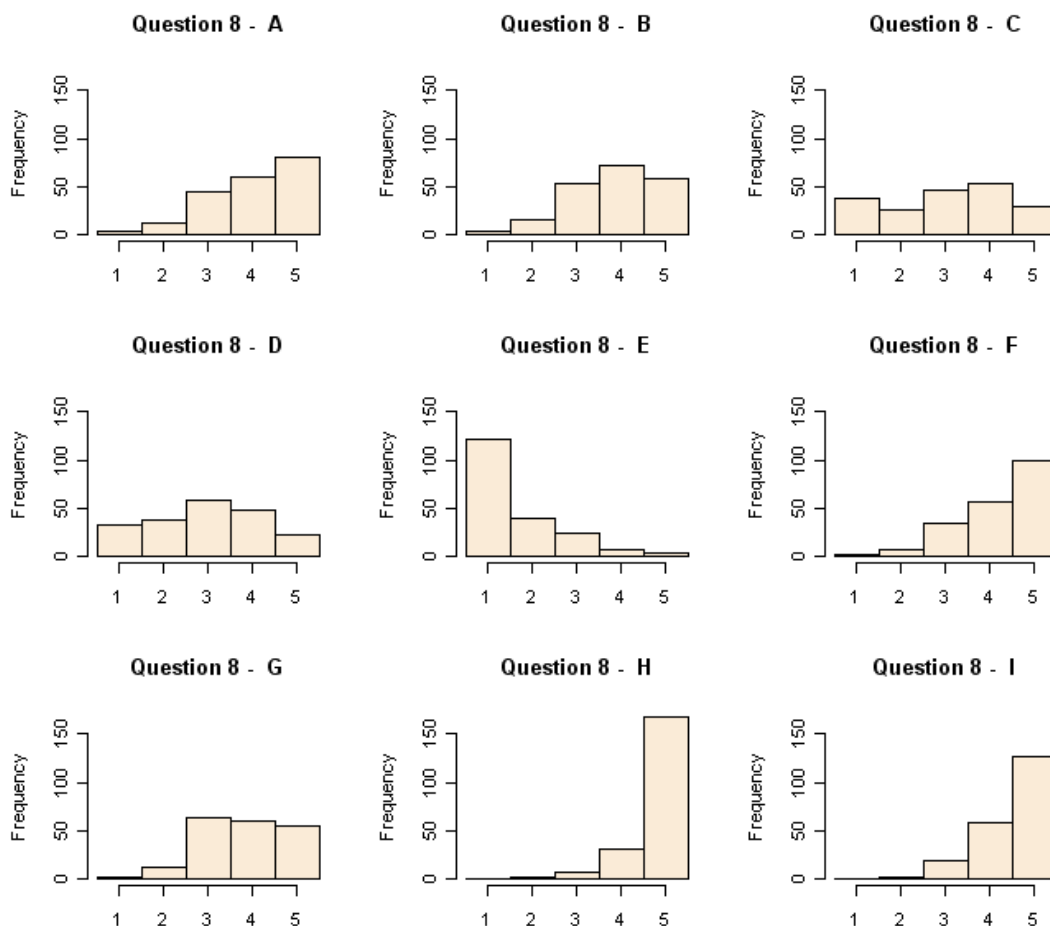 Question 8 - A
Frequency
0
50
100
150
1 2 3 4 5
Question 8 - B
Frequency
0
50
100
150
1 2 3 4 5
Question 8 - C
Frequency
0
50
100
150
1 2 3 4 5
Question 8 - D
Frequency
0
50
100
150
1 2 3 4 5
Question 8 - E
Frequency
0
50
100
150
1 2 3 4 5
Question 8 - F
Frequency
0
50
100
150
1 2 3 4 5
Question 8 - G
Frequency
0
50
100
150
1 2 3 4 5
Question 8 - H
Frequency
0
50
100
150
1 2 3 4 5
Question 8 - I
Frequency
0
50
100
150
1 2 3 4 5